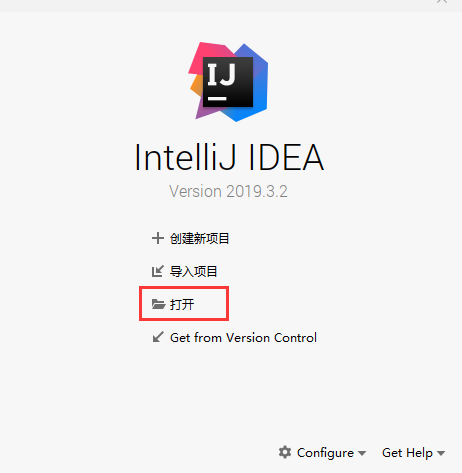 IJ
IntelliJ IDEA
Version 2019.3.2
创建新项目
导入项目
打开
Get from Version Control
Configure
Get Help